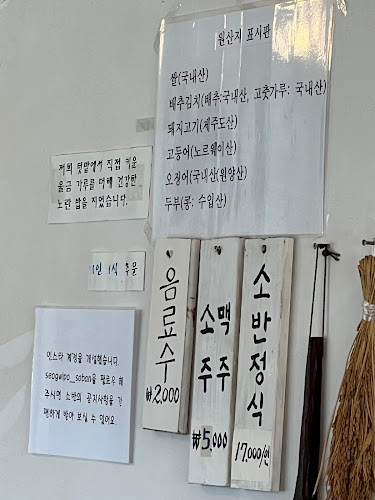 원산지 표시판
쌀(국내산)
배추김치(배추:국내산, 고춧가루: 국내산)
돼지고기(제주도산)
고등어(노르웨이산)
오징어(국내산(원양산)
두부(콩: 수입산)
저희 텃밭에서 직접 키운
울금 가루를 더해 건강한
노란 밥을 지었습니다.
1인 1식 주문
인스타 계정을 개설했습니다.
seogwipo_soban을 팔로우 해
주시면 소반의 공지사항을 간
편하게 받아 보실 수 있어요
음료수
₩2,000
소주
맥주
₩5,000
소반정식
17,000/인